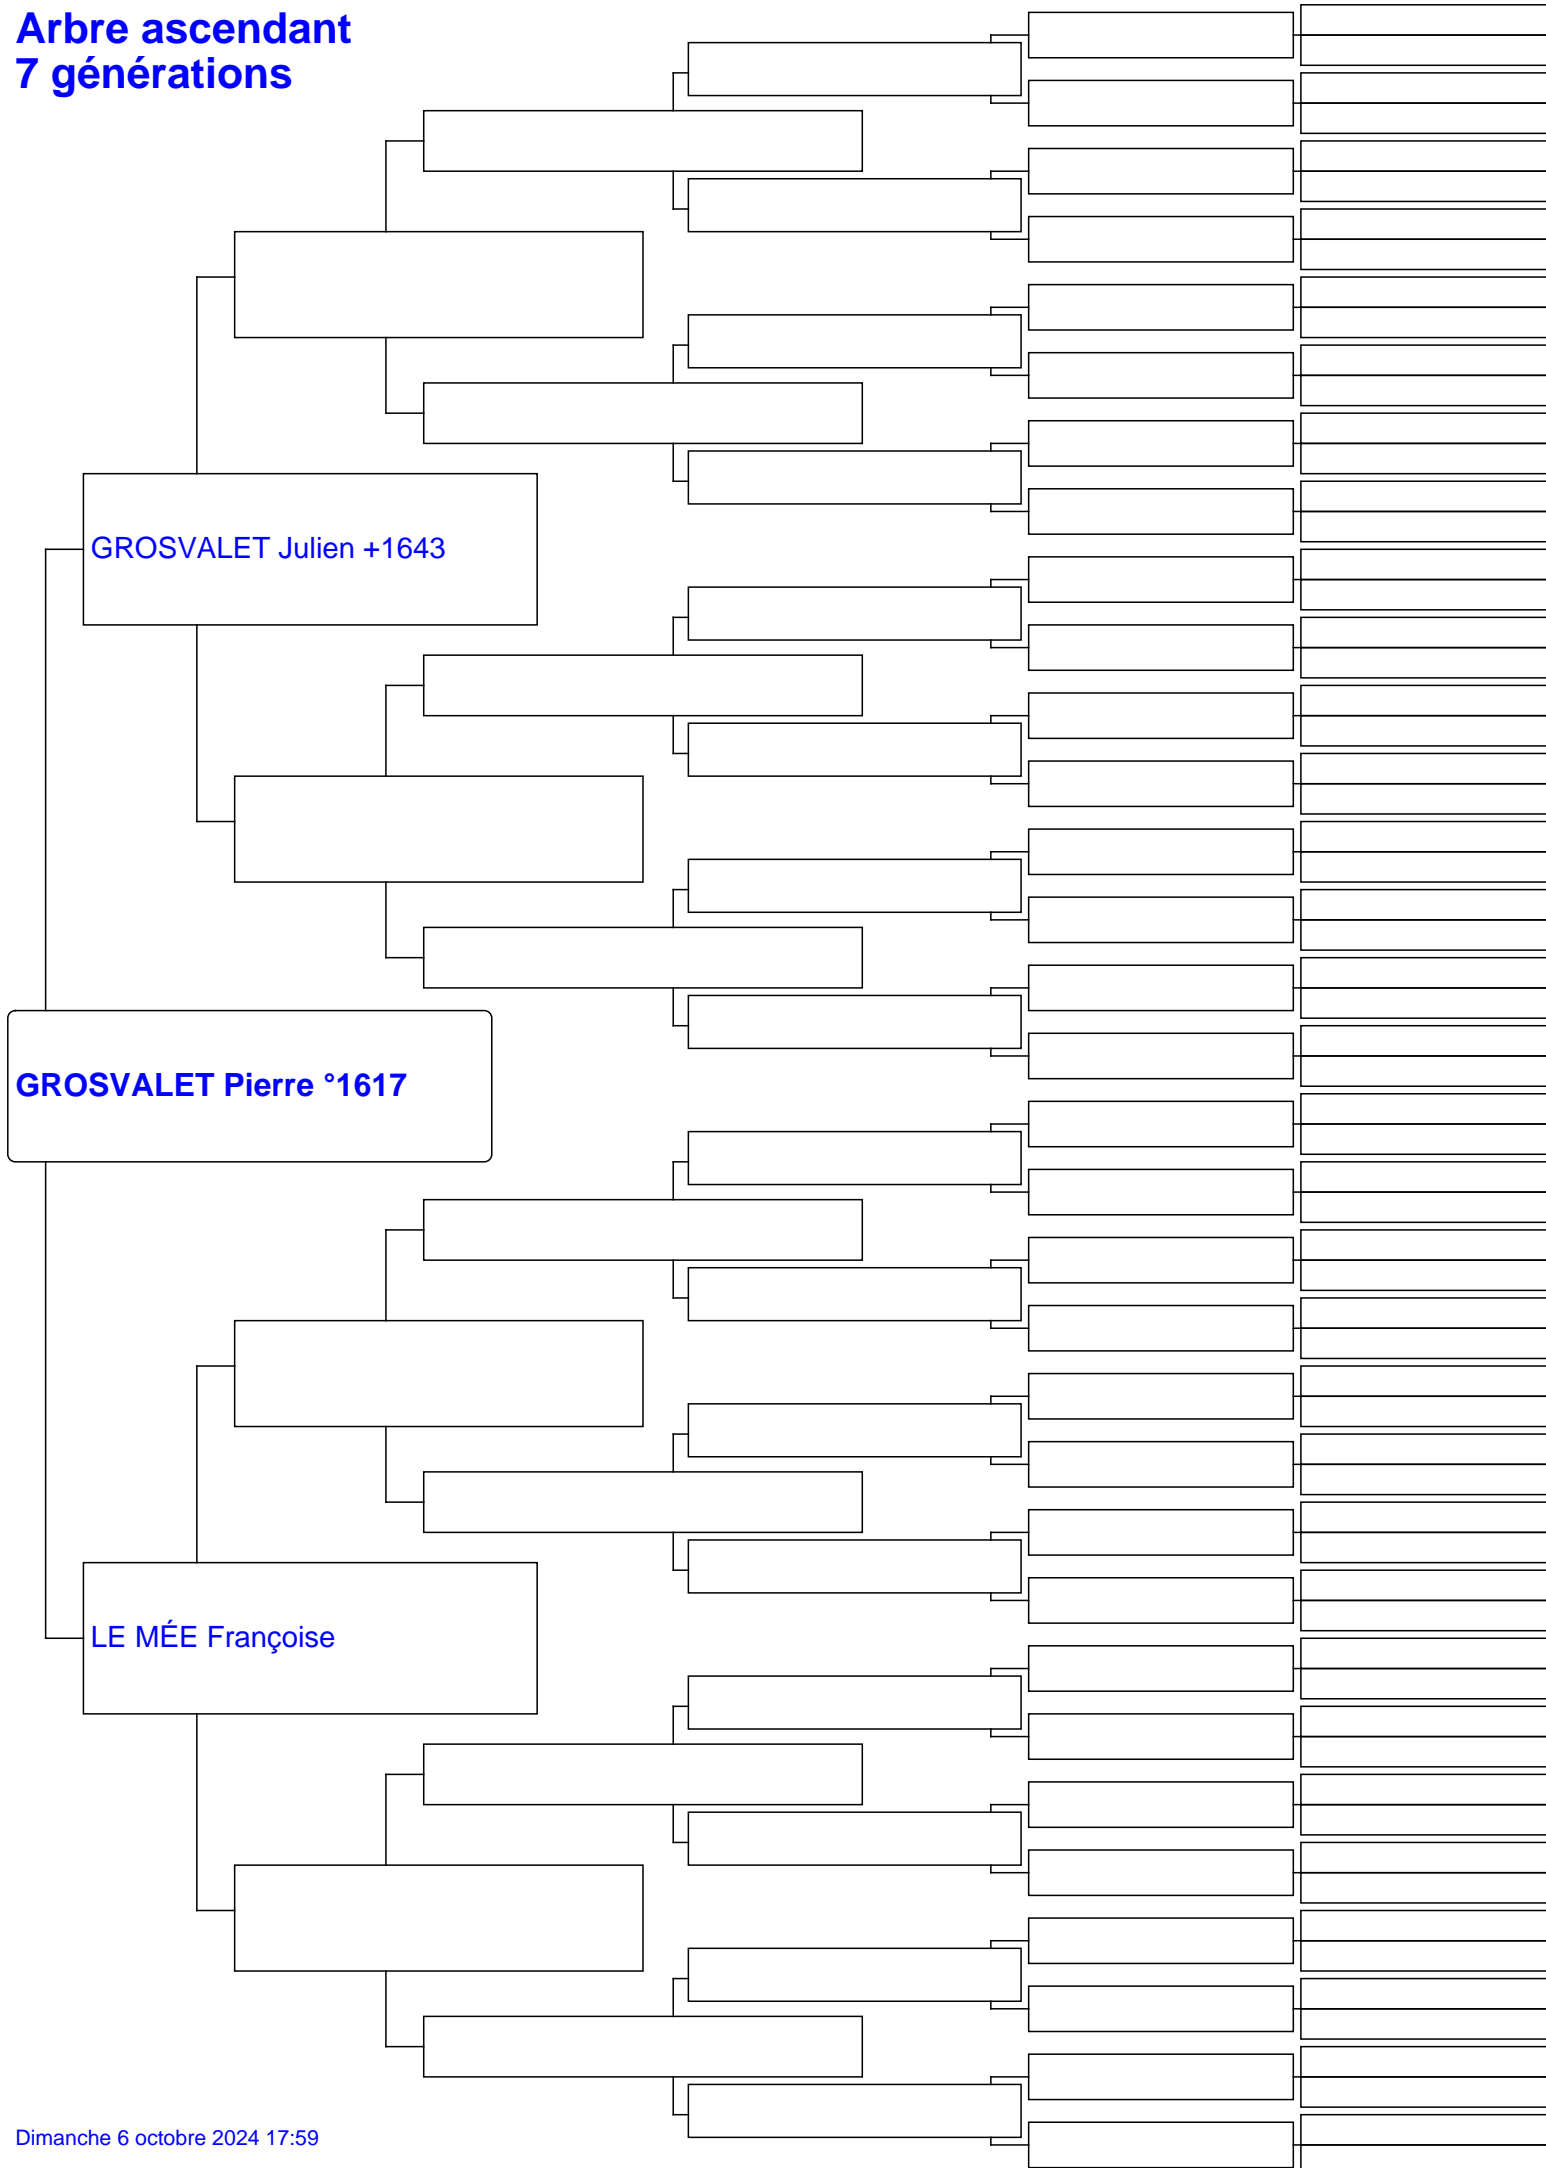 Arbre ascendant
7 générations
GROSVALET Julien +1643
GROSVALET Pierre °1617
LE MÉE Françoise
Dimanche 6 octobre 2024 17:59